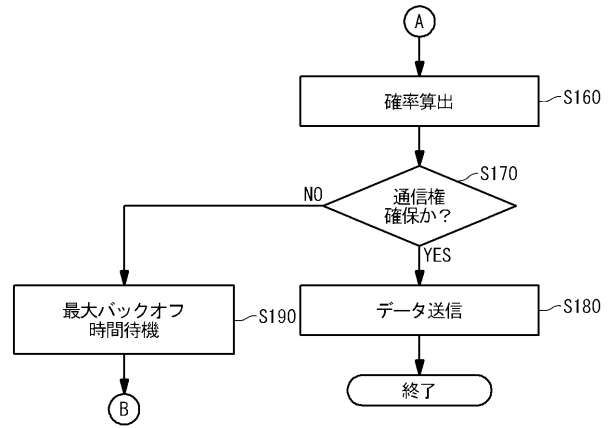 A
確率算出
S160
通信権
確保か？
S170
NO
YES
最大バックオフ
時間待機
S190
データ送信
S180
B
終了